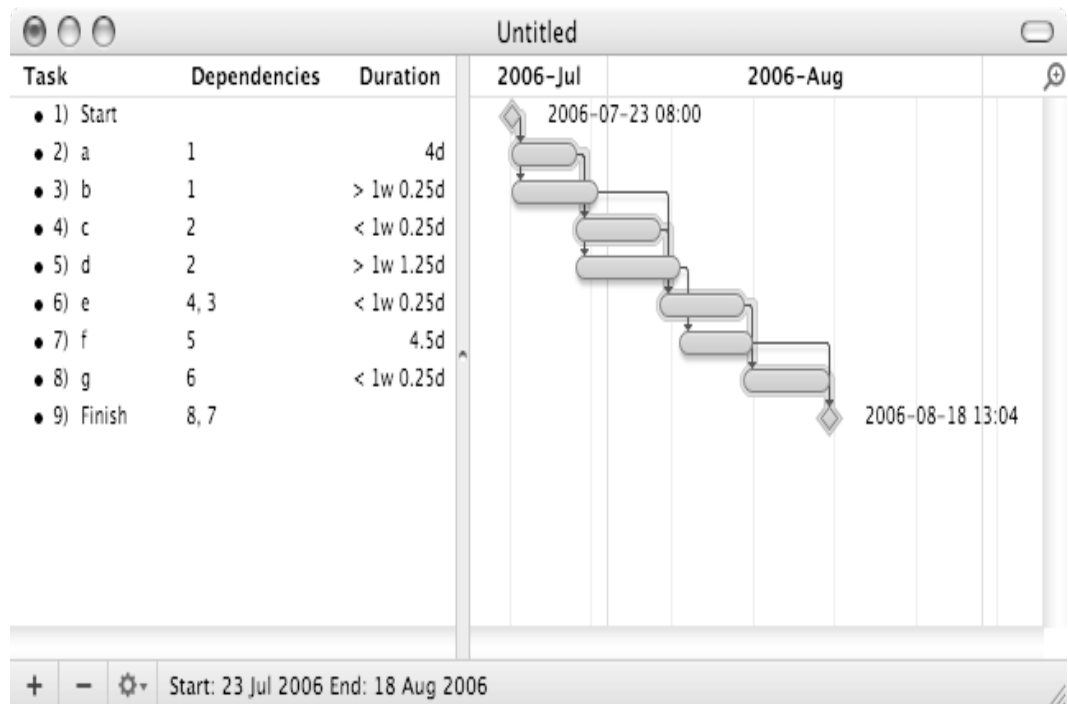 Untitled
Task Dependencies Duration 2006-Jul 2006-Aug
• 1) Start 2006-07-23 08:00
• 2) a 1 4d
• 3) b 1 > 1w 0.25d
• 4) c 2 < 1w 0.25d
• 5) d 2 > 1w 1.25d
• 6) e 4, 3 < 1w 0.25d
• 7) f 5 4.5d
• 8) g 6 < 1w 0.25d
• 9) Finish 8, 7 2006-08-18 13:04
Start: 23 Jul 2006 End: 18 Aug 2006